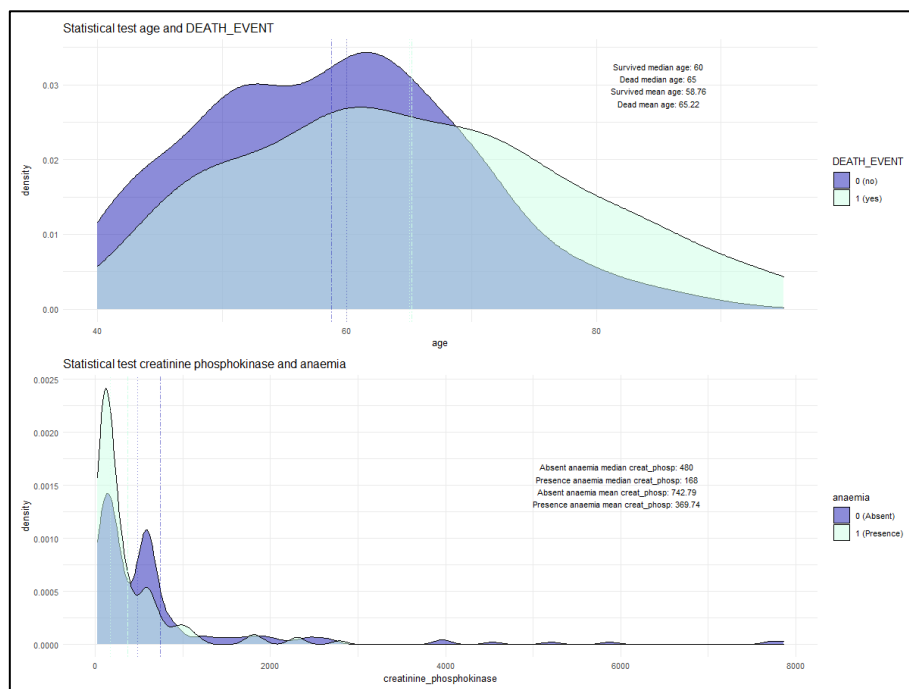 Statistical test age and DEATH_EVENT
Survived median age: 60
Dead median age: 65
Survived mean age: 58.76
Dead mean age: 65.22
0.03
0.02
0.01
0.00
density
40
60
80
age
DEATH_EVENT
0 (no)
1 (yes)
Statistical test creatinine phosphokinase and anaemia
0.0025
0.0020
0.0015
0.0010
0.0005
0.0000
density
Absent anaemia median creat_phosp: 480
Presence anaemia median creat_phosp: 168
Absent anaemia mean creat_phosp: 742.79
Presence anaemia mean creat_phosp: 369.74
0
2000
4000
6000
8000
creatinine_phosphokinase
anaemia
0 (Absent)
1 (Presence)